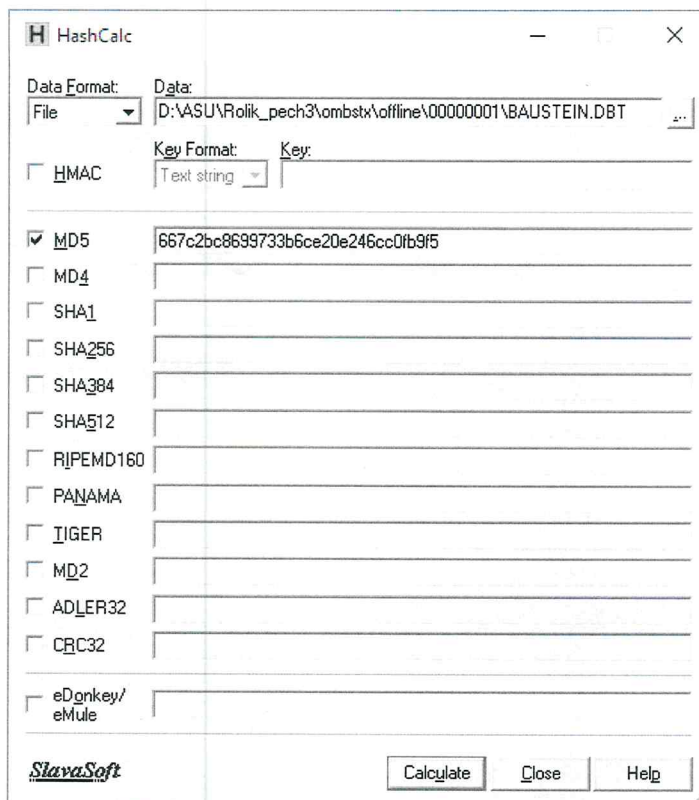 H HashCalc
Data Format: Data:
File D:\ASU\Rolik_pech3\ombstx\offline\00000001\BAUSTEIN.DBT ...
Key Format: Key:
HMAC Text string
MD5 667c2bc8699733b6ce20e246cc0fb9f5
MD4
SHA1
SHA256
SHA384
SHA512
RIPEMD160
PANAMA
TIGER
MD2
ADLER32
CRC32
eDonkey/
eMule
SlavaSoft Calculate Close Help